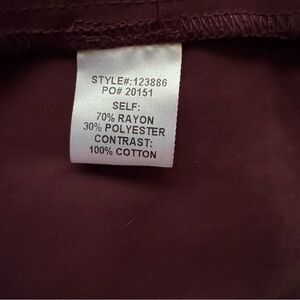 STYLE#:123886
PO# 20151
SELF:
70% RAYON
30% POLYESTER
CONTRAST:
100% COTTON